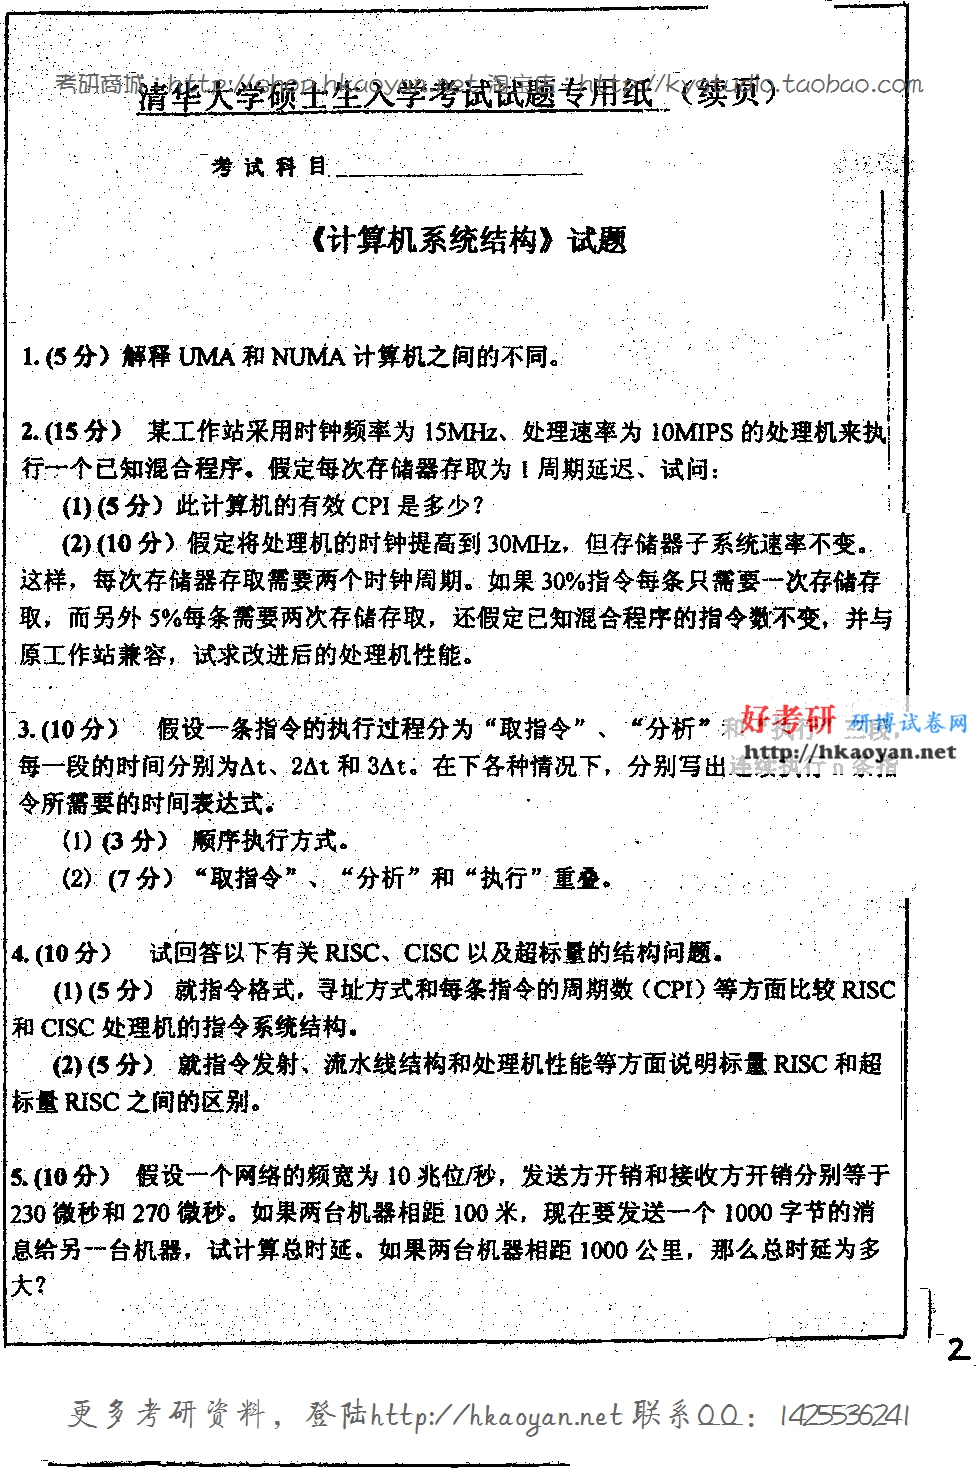 考研商城：http://shop.hkaoyan.net 淘宝店：http://kystudio.taobao.com
清华大学硕士生入学考试试题专用纸（续页）
考试科目
《计算机系统结构》试题
1. (5 分）解释 UMA 和 NUMA 计算机之间的不同。
2. (15 分） 某工作站采用时钟频率为 15MHz、处理速率为 10MIPS 的处理机来执
行一个已知混合程序。假定每次存储器存取为 1 周期延迟、试问：
(1) (5 分）此计算机的有效 CPI 是多少？
(2) (10 分）假定将处理机的时钟提高到 30MHz，但存储器子系统速率不变。
这样，每次存储器存取需要两个时钟周期。如果 30%指令每条只需要一次存储存
取，而另外 5%每条需要两次存储存取，还假定已知混合程序的指令数不变，并与
原工作站兼容，试求改进后的处理机性能。
3. (10 分） 假设一条指令的执行过程分为“取指令”、“分析”和“执行”三段，
好考研 研博试卷网
http://hkaoyan.net
每一段的时间分别为Δt、2Δt 和 3Δt。在下各种情况下，分别写出连续执行 n 条指
令所需要的时间表达式。
(1) (3 分） 顺序执行方式。
(2) (7 分）“取指令”、“分析”和“执行”重叠。
4. (10 分） 试回答以下有关 RISC、CISC 以及超标量的结构问题。
(1) (5 分） 就指令格式，寻址方式和每条指令的周期数（CPI）等方面比较 RISC
和 CISC 处理机的指令系统结构。
(2) (5 分） 就指令发射、流水线结构和处理机性能等方面说明标量 RISC 和超
标量 RISC 之间的区别。
5. (10 分） 假设一个网络的频宽为 10 兆位/秒，发送方开销和接收方开销分别等于
230 微秒和 270 微秒。如果两台机器相距 100 米，现在要发送一个 1000 字节的消
息给另一台机器，试计算总时延。如果两台机器相距 1000 公里，那么总时延为多
大？
2
更多考研资料，登陆http://hkaoyan.net 联系QQ：1425536241